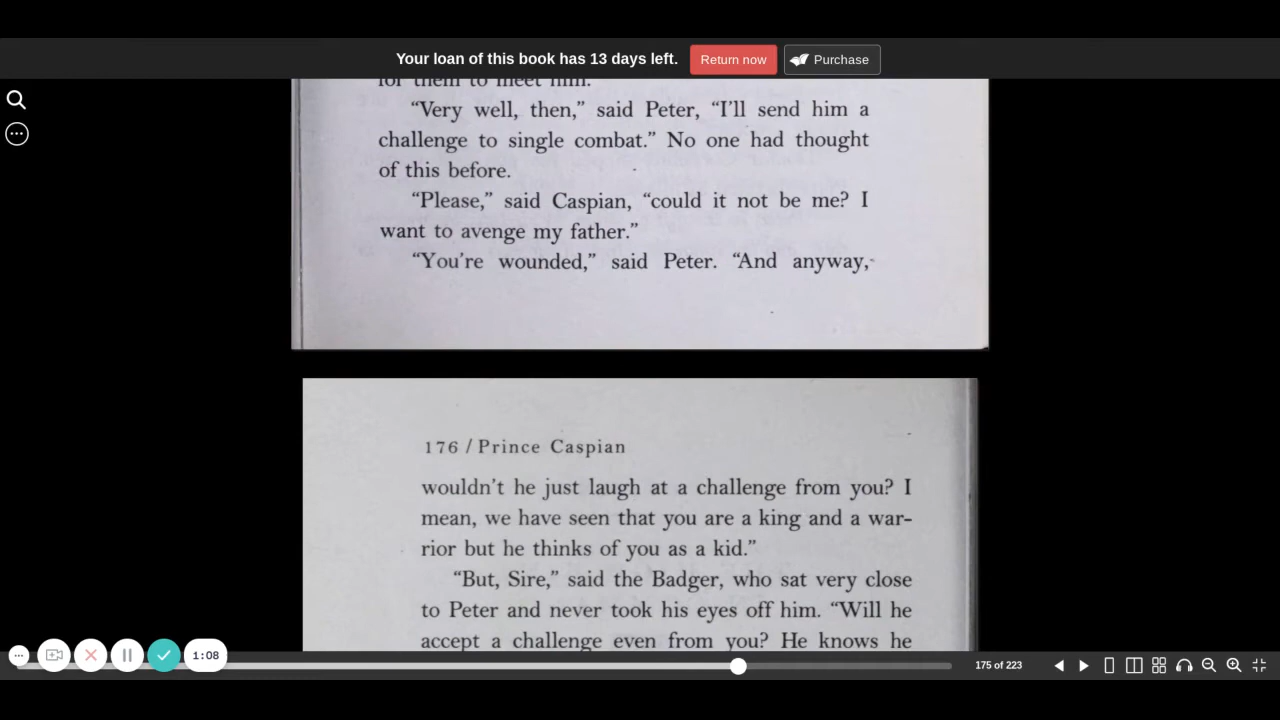 Your loan of this book has 13 days left. Return now Purchase
for them to meet him.
“Very well, then,” said Peter, “I’ll send him a
challenge to single combat.” No one had thought
of this before.
“Please,” said Caspian, “could it not be me? I
want to avenge my father.”
“You’re wounded,” said Peter. “And anyway,
176 / Prince Caspian
wouldn’t he just laugh at a challenge from you? I
mean, we have seen that you are a king and a war-
rior but he thinks of you as a kid.”
“But, Sire,” said the Badger, who sat very close
to Peter and never took his eyes off him. “Will he
accept a challenge even from you? He knows he
1:08
175 of 223